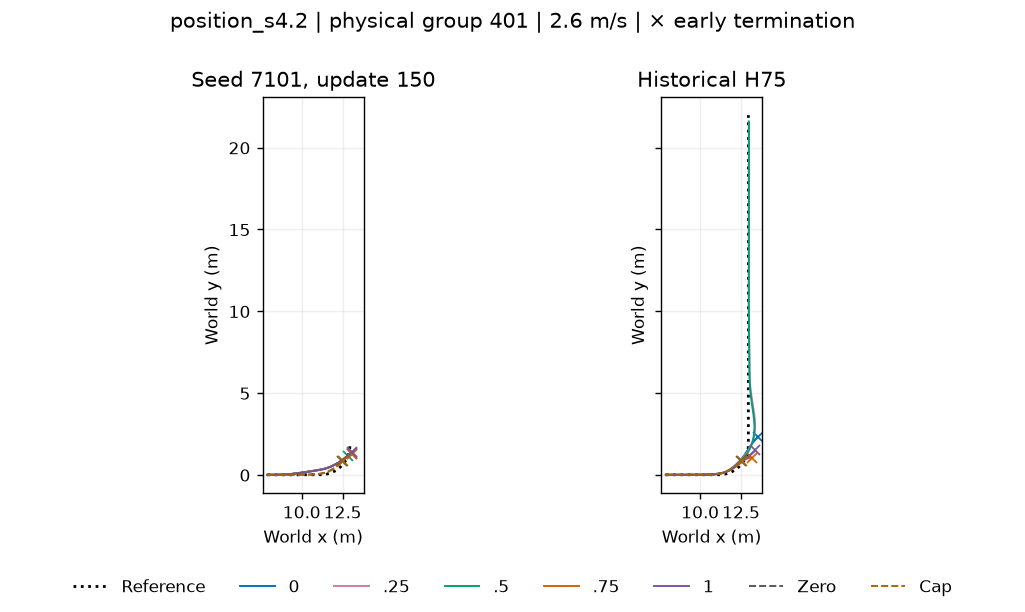 position_s4.2 | physical group 401 | 2.6 m/s | × early termination
Seed 7101, update 150
Historical H75
20
15
10
5
0
World y (m)
World y (m)
10.0 12.5
10.0 12.5
World x (m)
World x (m)
Reference 0 .25 .5 .75 1 Zero Cap